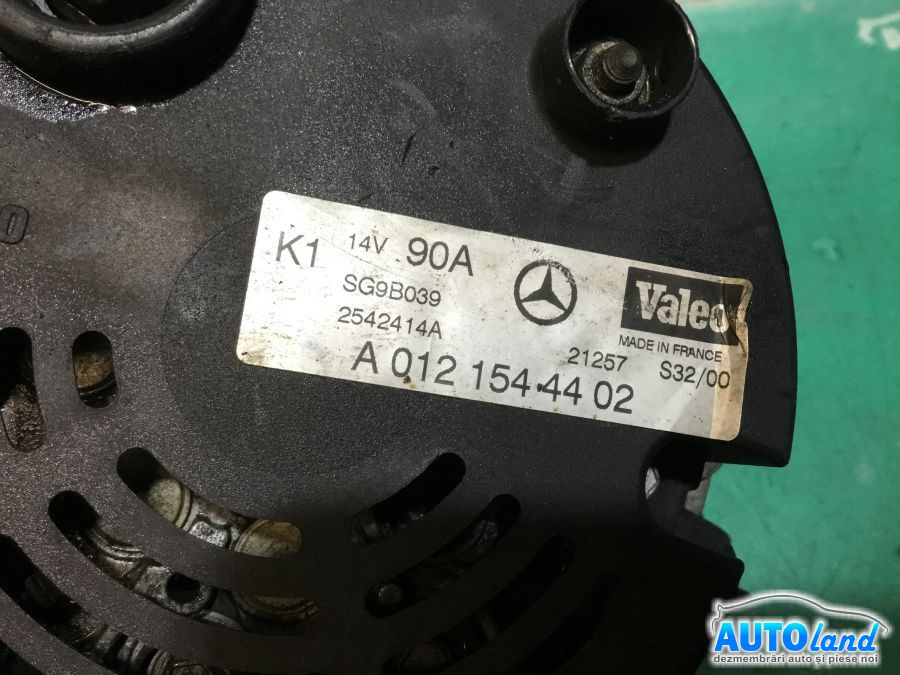 K1 14V 90A
SG9B039
2542414A
Valeo
MADE IN FRANCE
21257 S32/00
A 012 154 44 02
AUTOland
dezmembrări auto și piese noi